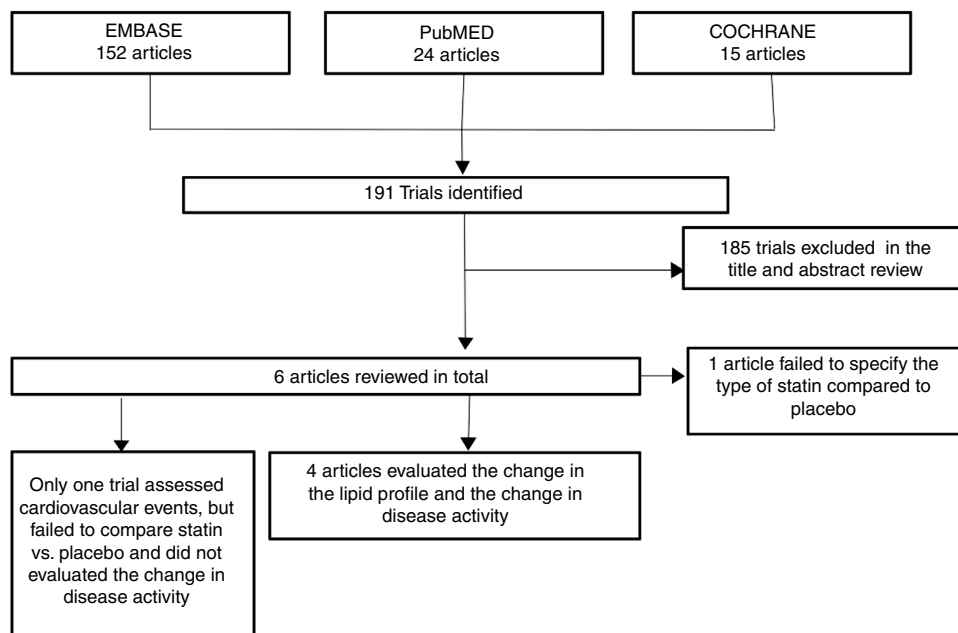 EMBASE
152 articles
PubMED
24 articles
COCHRANE
15 articles
191 Trials identified
185 trials excluded in the
title and abstract review
6 articles reviewed in total
1 article failed to specify the
type of statin compared to
placebo
Only one trial assessed
cardiovascular events, but
failed to compare statin
vs. placebo and did not
evaluated the change in
disease activity
4 articles evaluated the change in
the lipid profile and the change in
disease activity